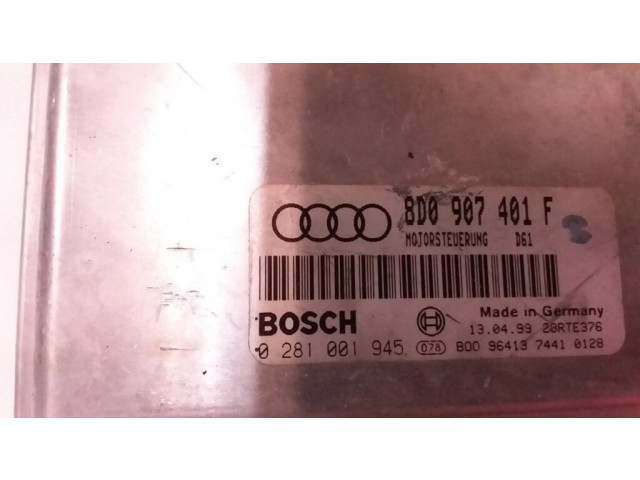 8D0 907 401 F
MOTORSTEUERUNG D61
BOSCH
Made in Germany
13.04.99 28RTE376
0 281 001 945 078 BOO 96413 7441 0128